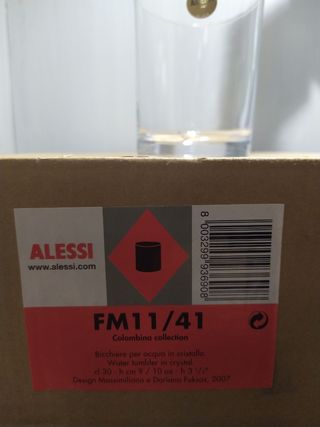 ALESSI
www.alessi.com
8 003299 936908
FM11/41
Colombina collection
Bicchiere per acqua in cristallo.
Water tumbler in crystal.
cl 30 - h cm 9 / 10 oz - h 3 ½"
Design Massimiliano e Doriana Fuksas, 2007